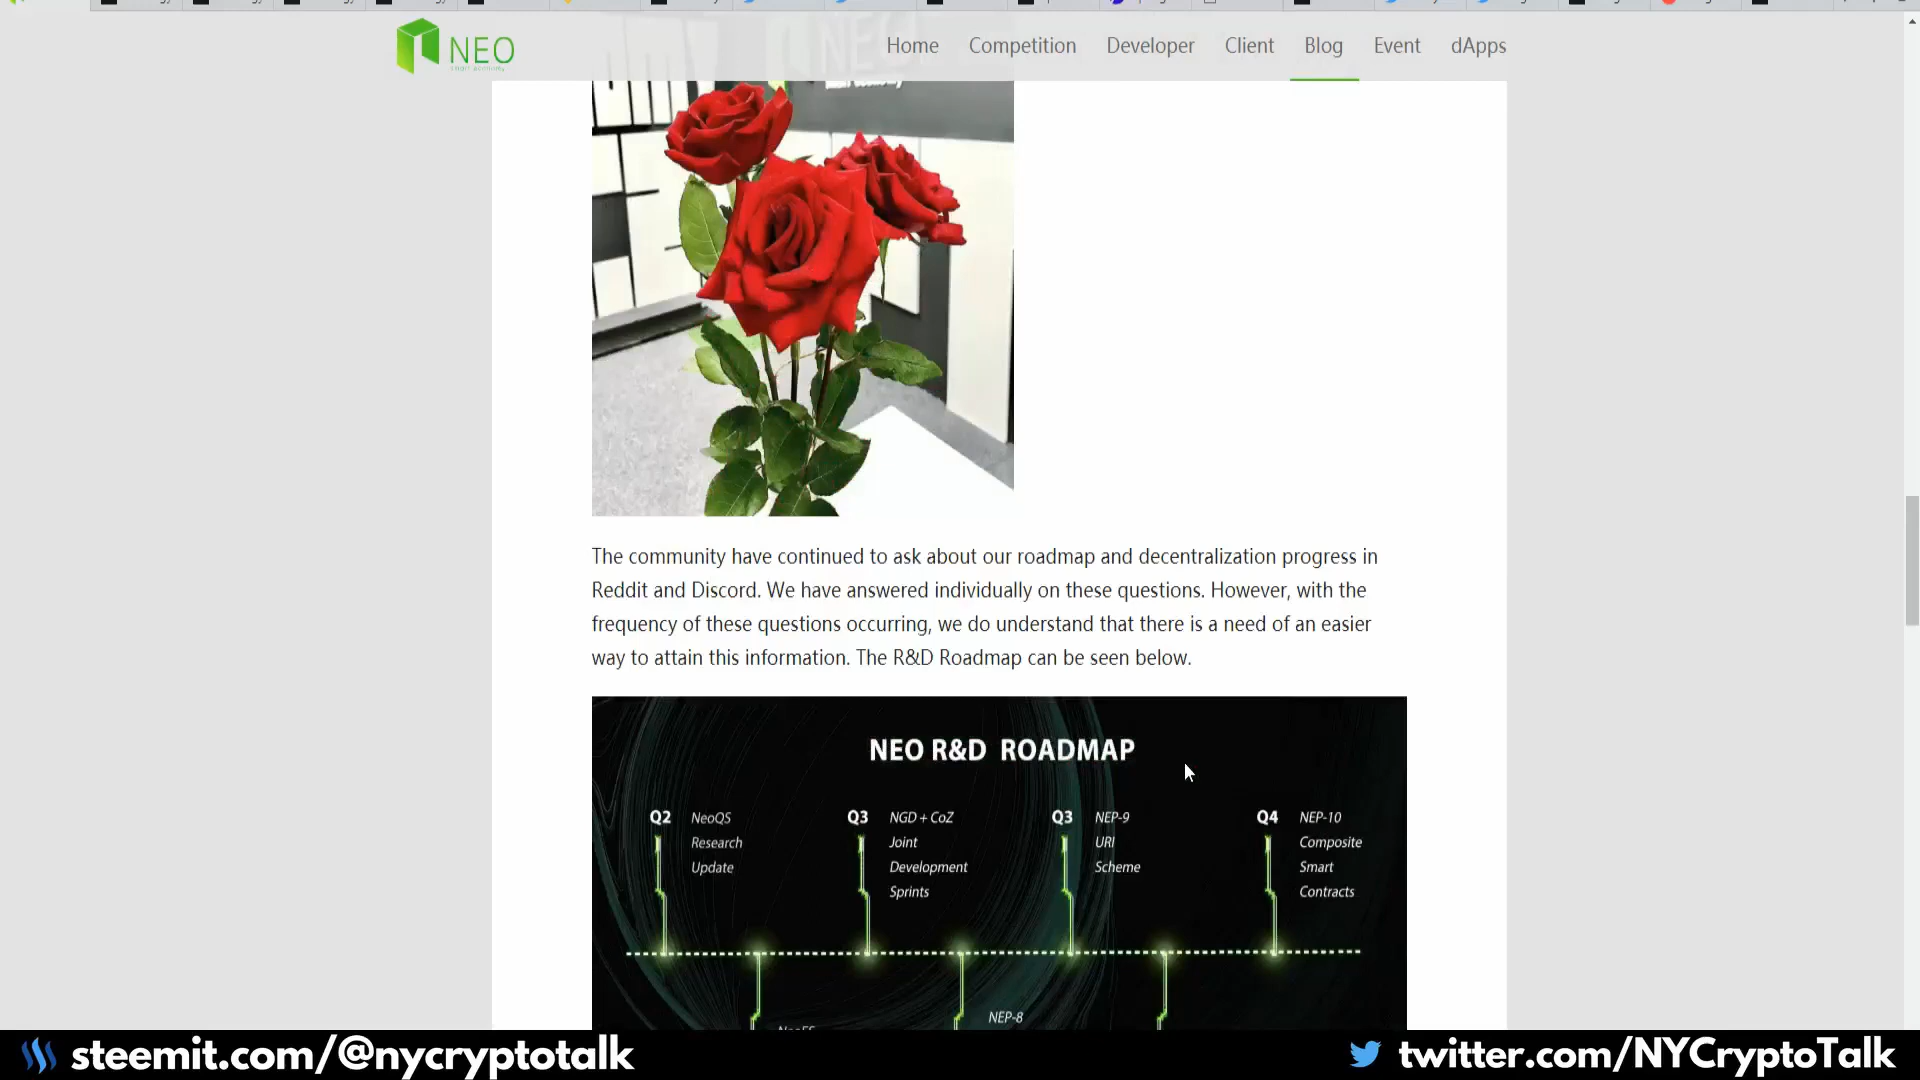 NEO
Home Competition Developer Client Blog Event dApps
The community have continued to ask about our roadmap and decentralization progress in
Reddit and Discord. We have answered individually on these questions. However, with the
frequency of these questions occurring, we do understand that there is a need of an easier
way to attain this information. The R&D Roadmap can be seen below.
NEO R&D ROADMAP
Q2 NeoQS
Research
Update
Q3 NGD + CoZ
Joint
Development
Sprints
Q3 NEP-9
URI
Scheme
Q4 NEP-10
Composite
Smart
Contracts
NEP-8
steemit.com/@nycryptotalk
twitter.com/NYCryptoTalk